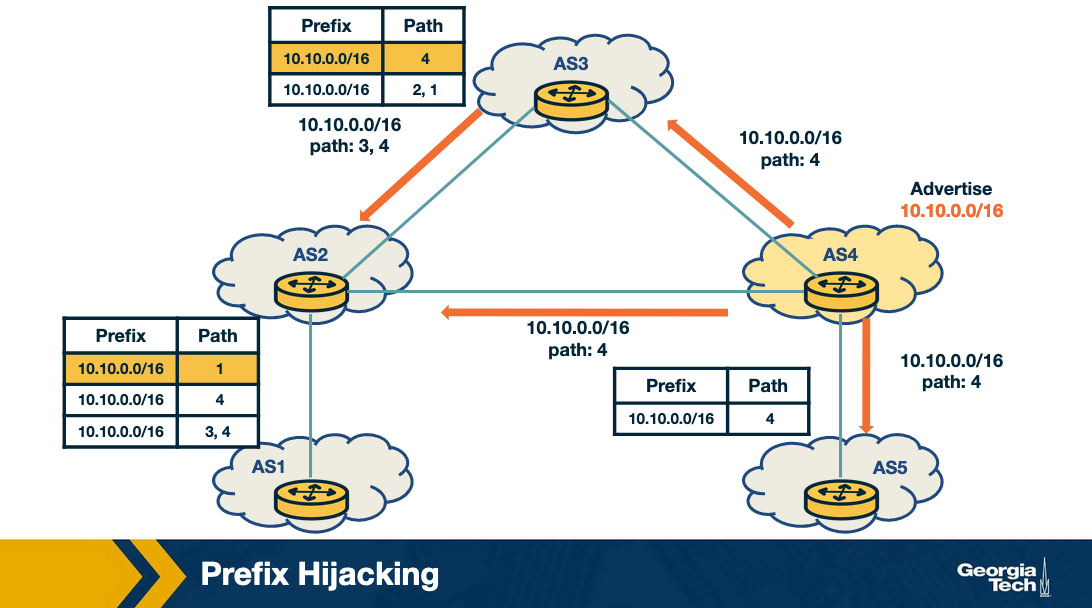 Prefix Path
10.10.0.0/16 4
10.10.0.0/16 2, 1
AS3
10.10.0.0/16
path: 3, 4
10.10.0.0/16
path: 4
Advertise
10.10.0.0/16
AS2
AS4
Prefix Path
10.10.0.0/16 1
10.10.0.0/16 4
10.10.0.0/16 3, 4
10.10.0.0/16
path: 4
10.10.0.0/16
path: 4
Prefix Path
10.10.0.0/16 4
AS1
AS5
Prefix Hijacking
Georgia
Tech